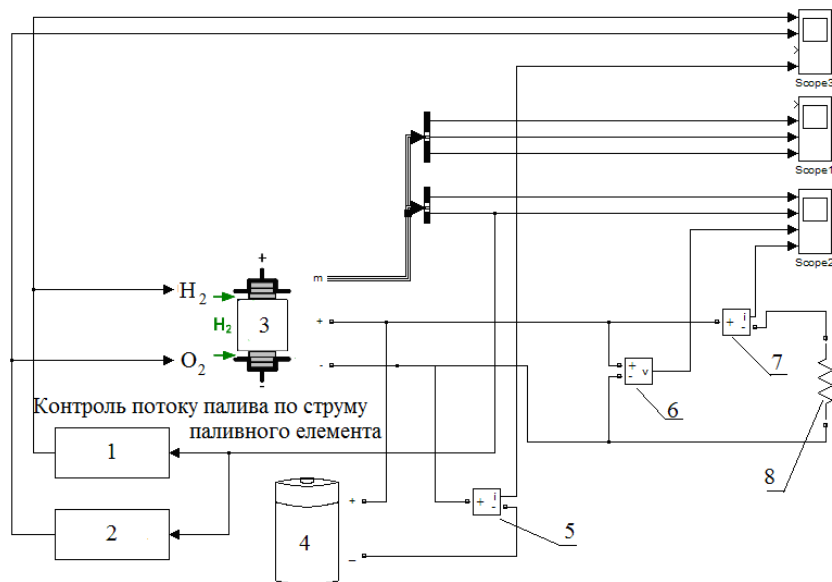 Scope3
Scope1
Scope2
+
m
H₂
H₂
3
+
-
O₂
-
+
i
-
7
+
-
v
6
8
Контроль потоку палива по струму
паливного елемента
1
2
4
+
_
+
i
-
5